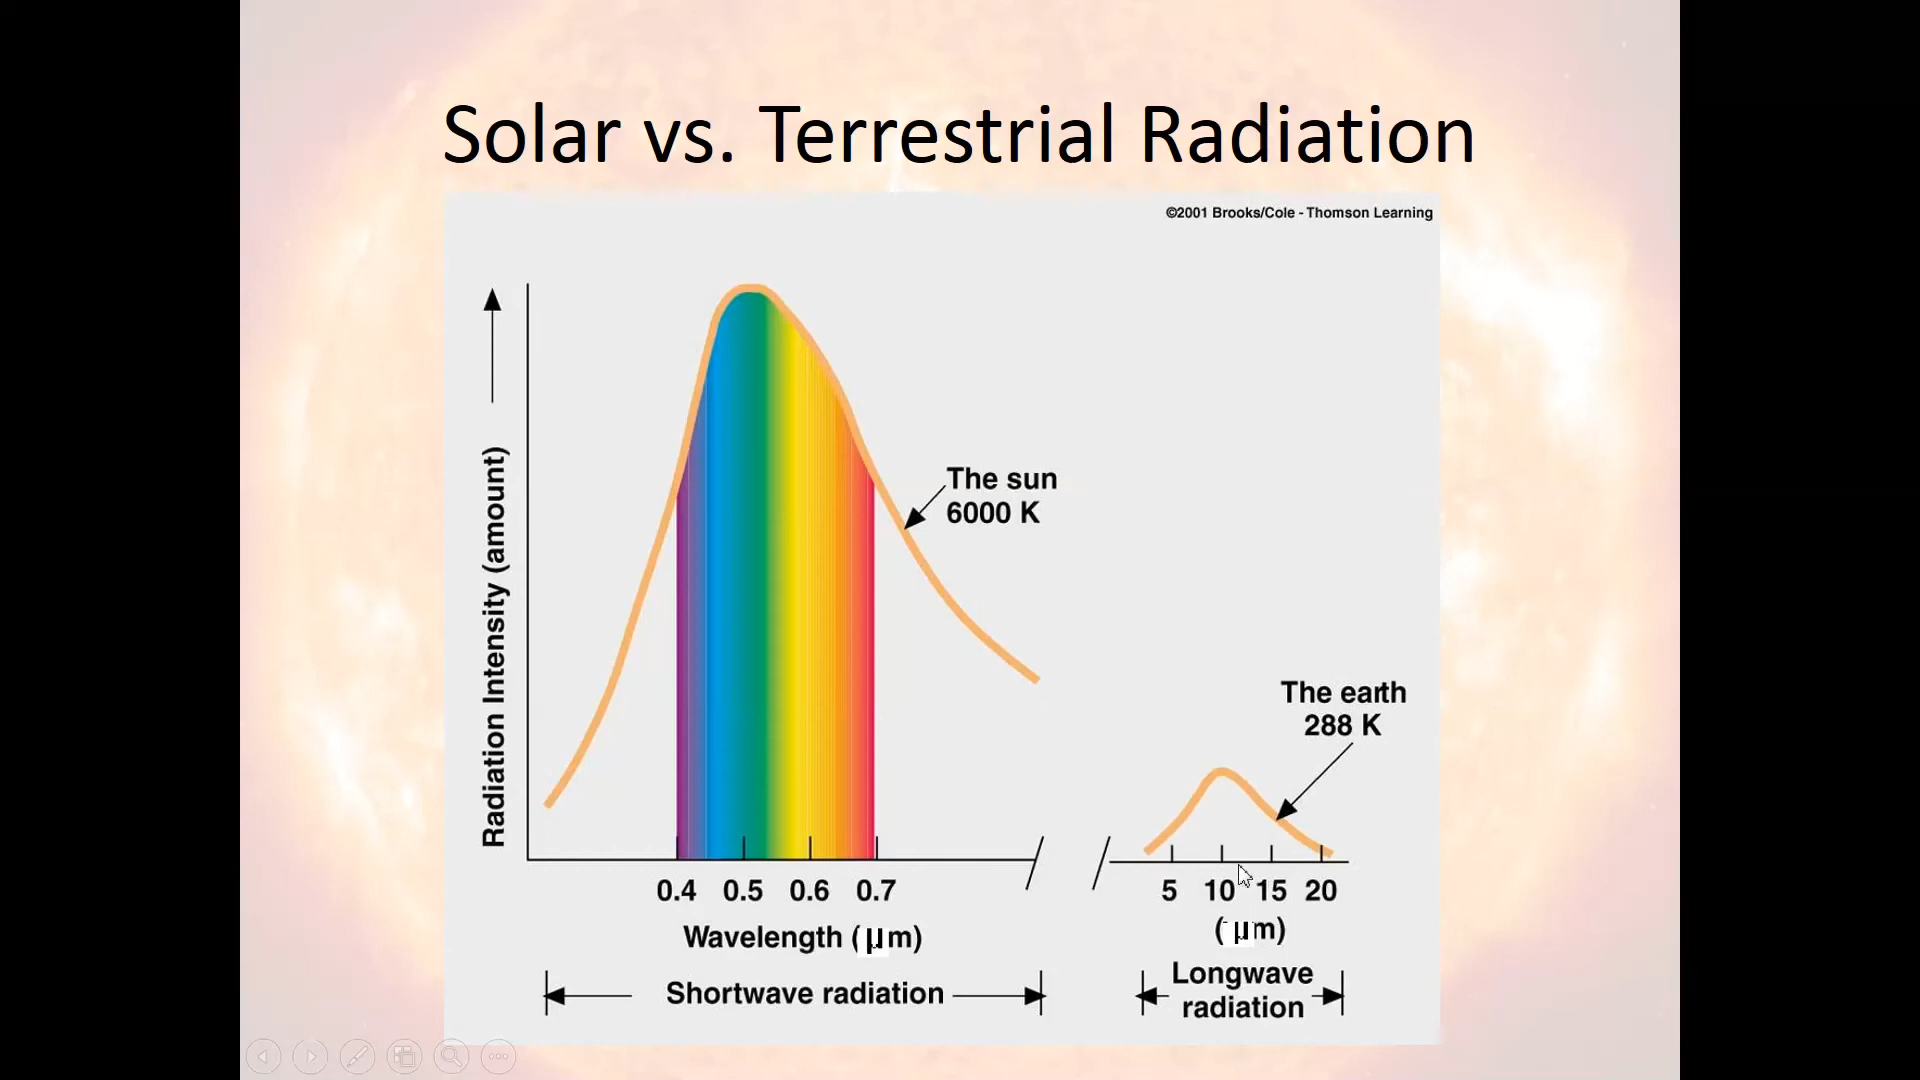 Solar vs. Terrestrial Radiation
©2001 Brooks/Cole - Thomson Learning
Radiation Intensity (amount)
The sun
6000 K
The earth
288 K
0.4 0.5 0.6 0.7
5 10 15 20
Wavelength (μm)
(μm)
Shortwave radiation
Longwave
radiation